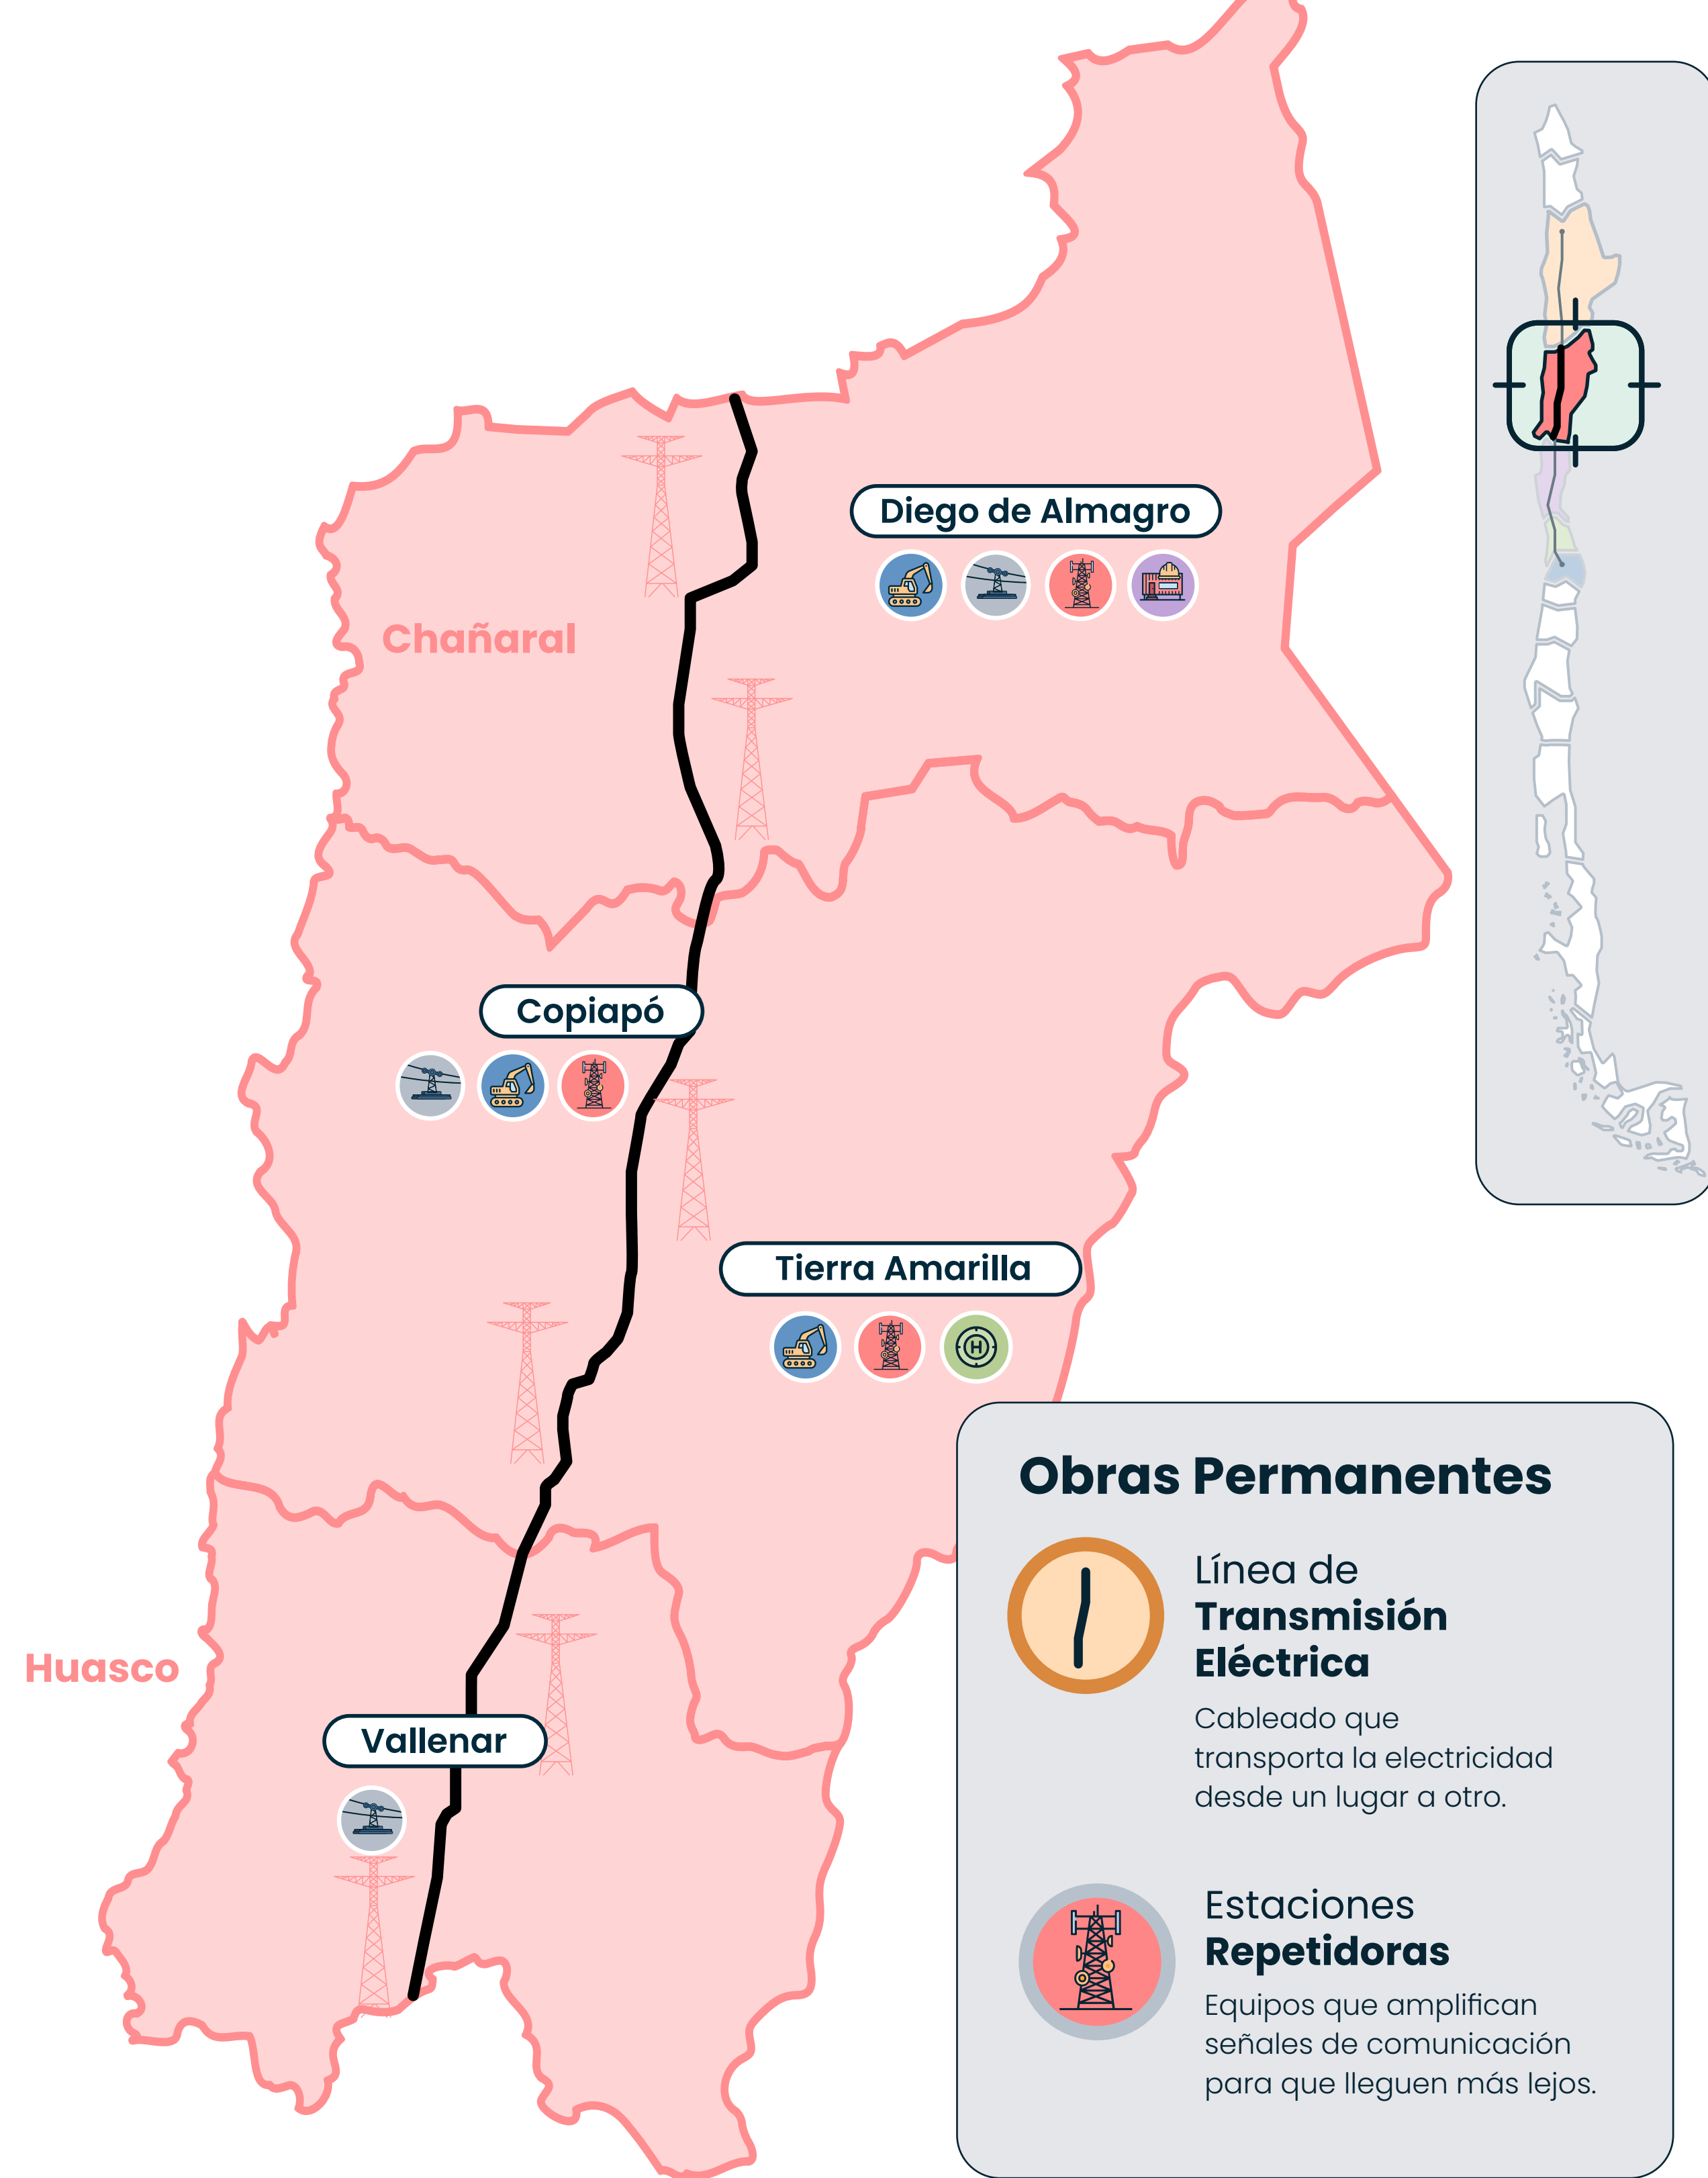 Diego de Almagro
Chañaral
Copiapó
Tierra Amarilla
H
Huasco
Vallenar
Obras Permanentes
Línea de
Transmisión
Eléctrica
Cableado que
transporta la electricidad
desde un lugar a otro.
Estaciones
Repetidoras
Equipos que amplifican
señales de comunicación
para que lleguen más lejos.